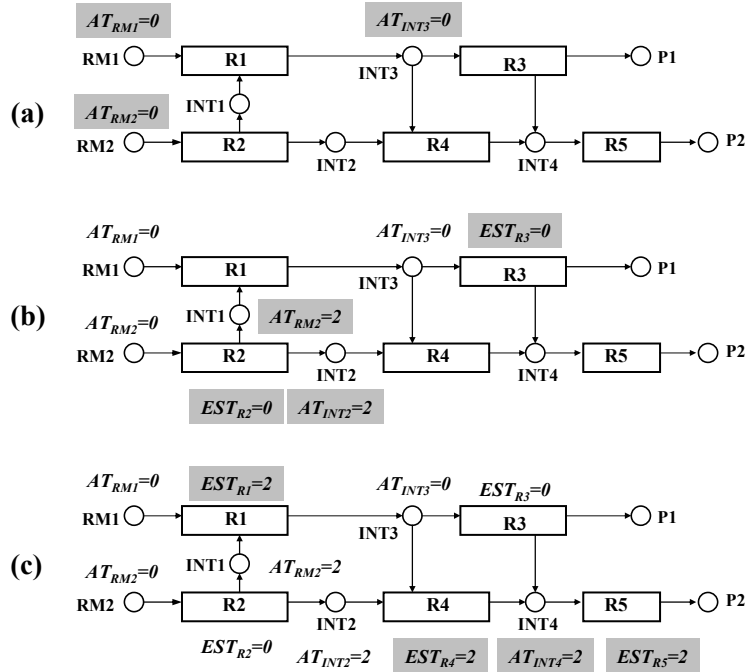 AT_RM1=0 AT_INT3=0
RM1 R1 INT3 R3 P1
(a) AT_RM2=0 INT1
RM2 R2 INT2 R4 INT4 R5 P2
AT_RM1=0 AT_INT3=0 EST_R3=0
RM1 R1 INT3 R3 P1
(b) AT_RM2=0 INT1 AT_RM2=2
RM2 R2 INT2 R4 INT4 R5 P2
EST_R2=0 AT_INT2=2
AT_RM1=0 EST_R1=2 AT_INT3=0 EST_R3=0
RM1 R1 INT3 R3 P1
(c) AT_RM2=0 INT1 AT_RM2=2
RM2 R2 INT2 R4 INT4 R5 P2
EST_R2=0 AT_INT2=2 EST_R4=2 AT_INT4=2 EST_R5=2